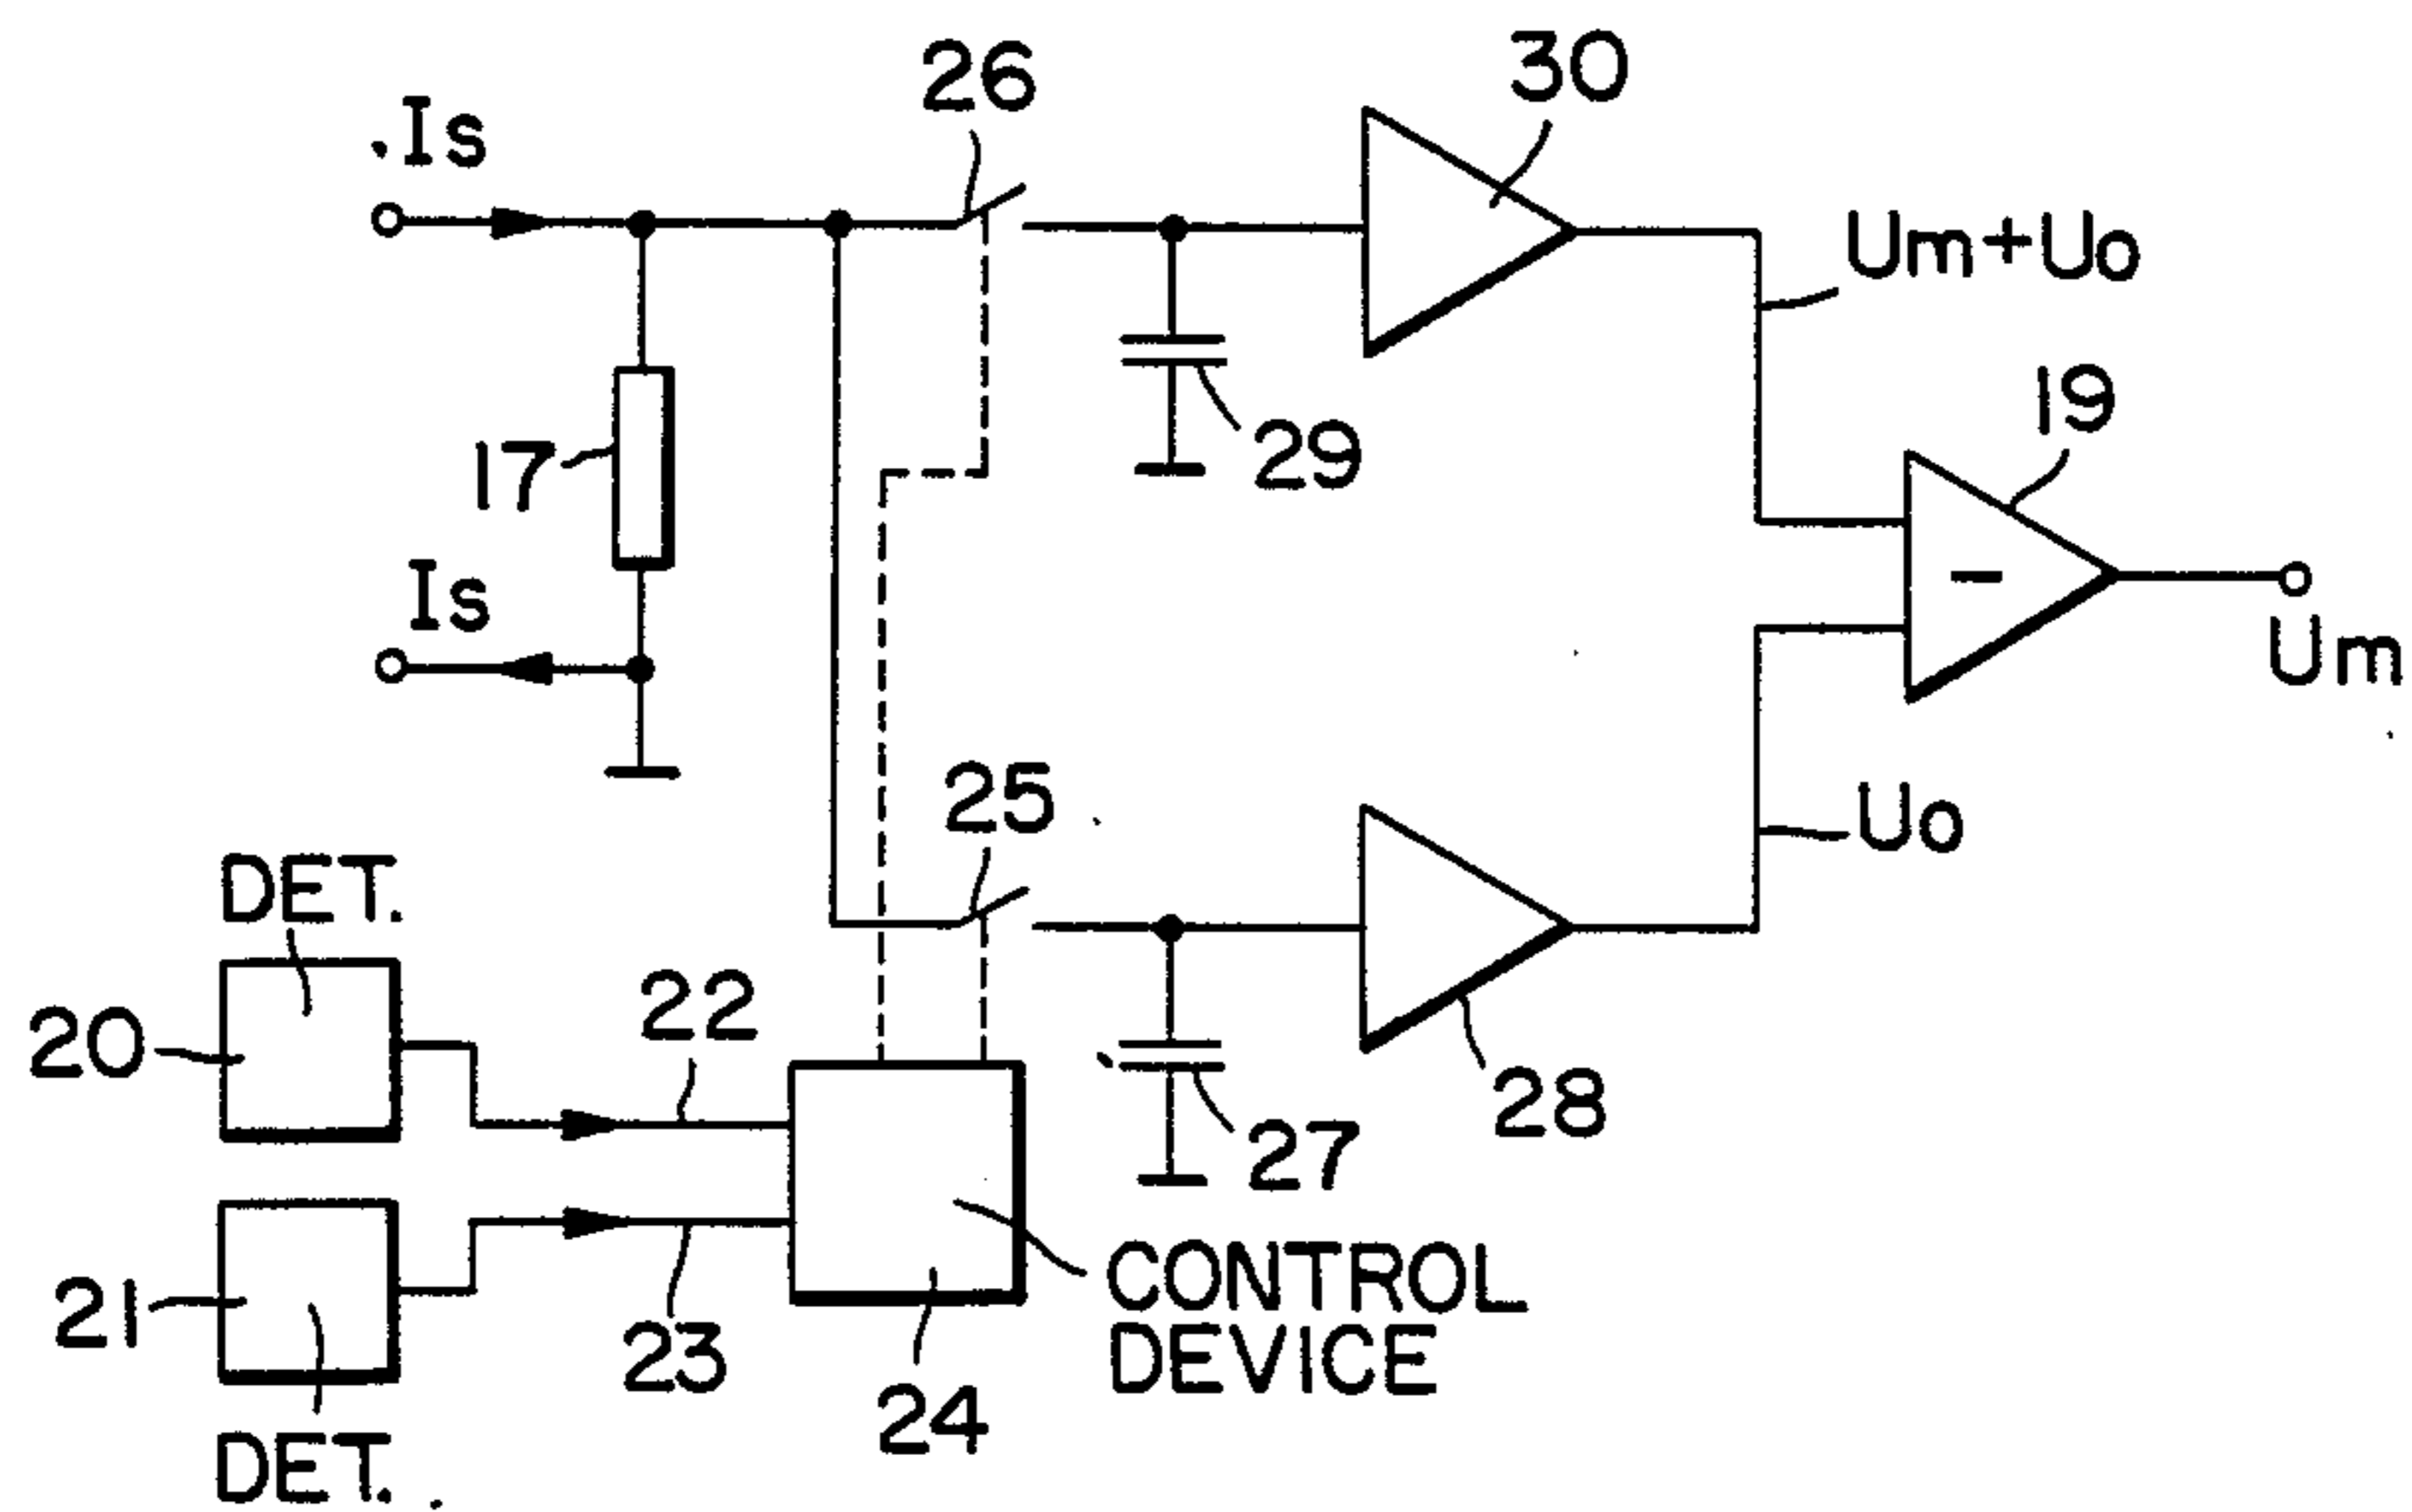 26
30
Is
Um+Uo
19
29
17
Is
Um
25
Uo
DET.
22
20
28
27
21
CONTROL
DEVICE
23
24
DET.